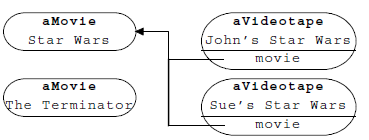 aMovie
Star Wars
aVideotape
John's Star Wars
movie
aMovie
The Terminator
aVideotape
Sue's Star Wars
movie